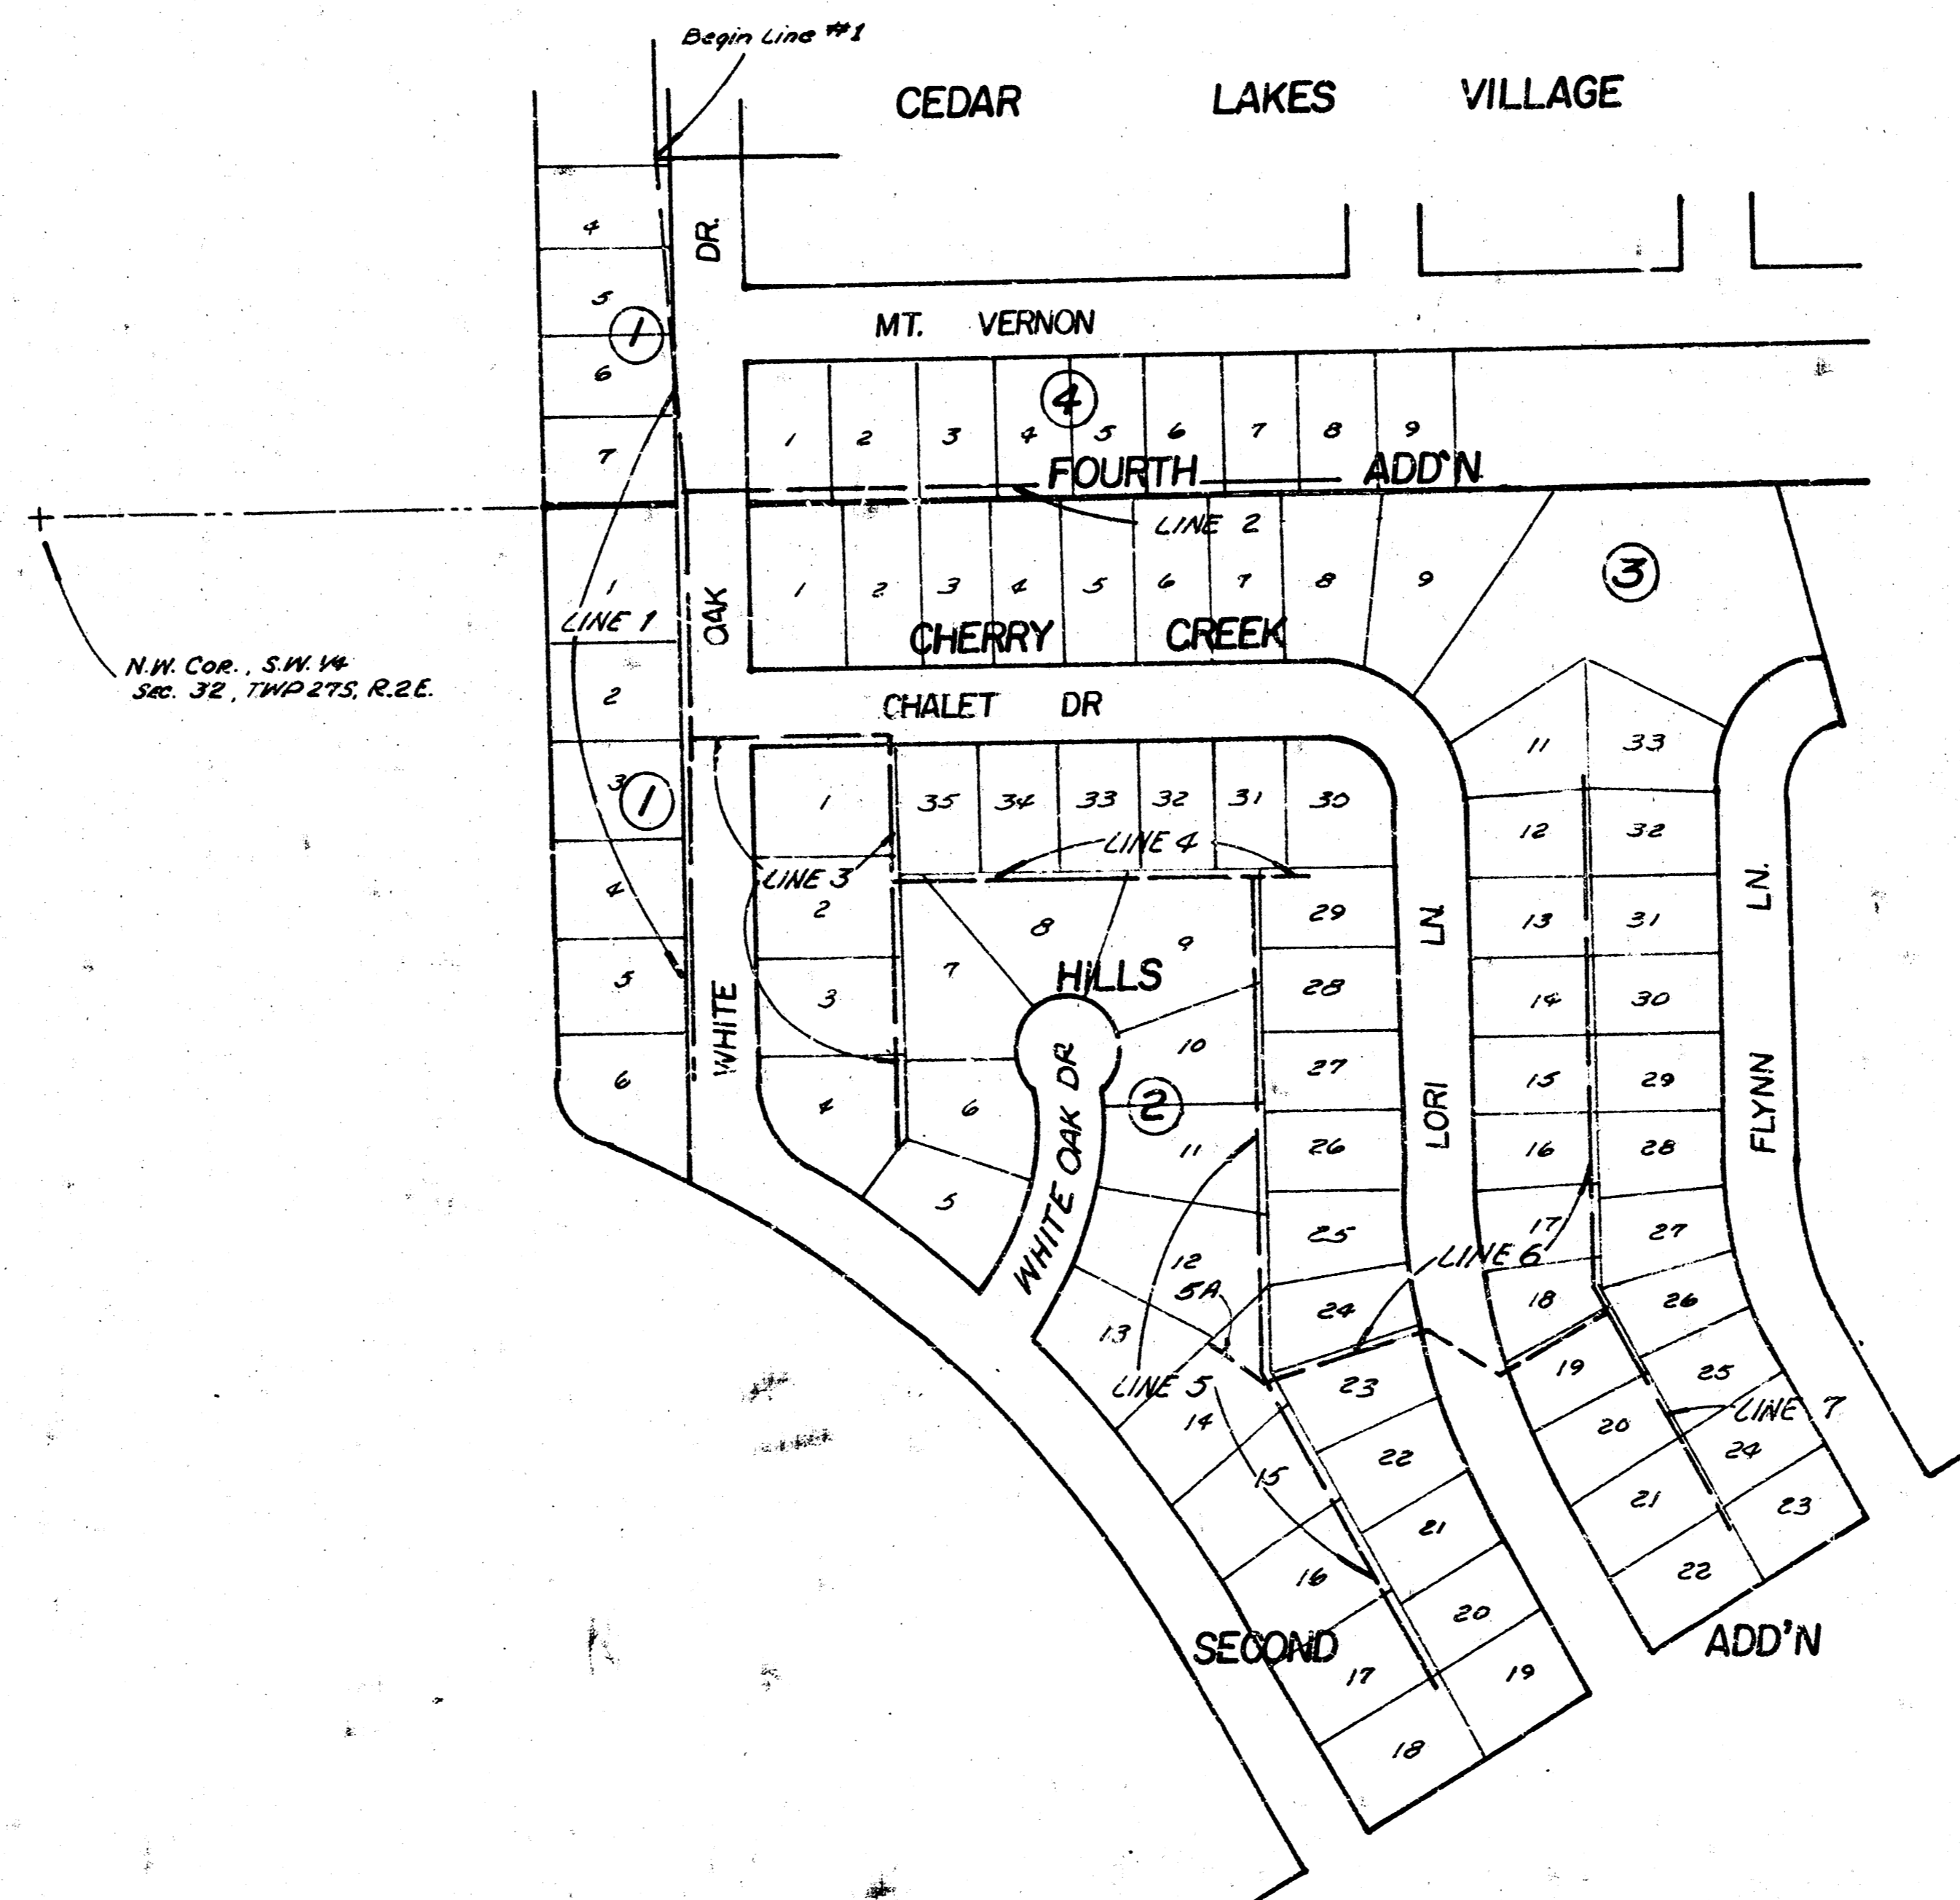 Begin Line #1
CEDAR LAKES VILLAGE
4
DR.
5
1
MT. VERNON
6
4
7
1 2 3 4 5 6 7 8 9
FOURTH ADD'N
LINE 2
1
OAK
1 2 3 4 5 6 7 8 9
3
LINE 1
CHERRY CREEK
N.W. COR., S.W. 1/4
SEC. 32, TWP 27S, R.2E.
2
CHALET DR
11 33
3
1
1
35 34 33 32 31 30
12 32
LINE 4
LINE 3
4
2
8
9
29
LN.
13 31
LN.
5
WHITE
3
7
HILLS
28
14 30
10
27
6
4
6
WHITE OAK DR
2
LORI
15 29
FLYNN
11
26
16 28
5
25
17
27
LINE 6
12
5A
24
18
26
13
LINE 5
23
19
25
14
LINE 7
20
24
15
22
21
23
16
21
22
20
SECOND ADD'N
17
19
18